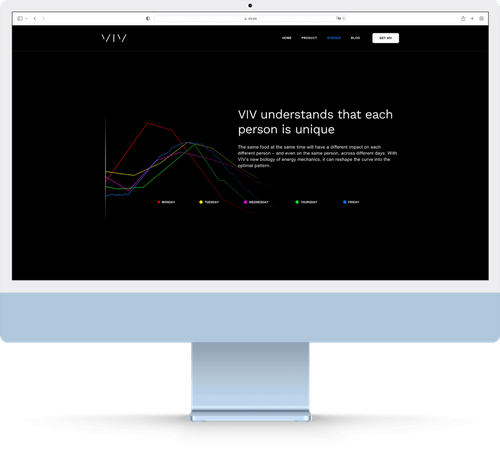 VIV
HOME PRODUCT SCIENCE BLOG GET VIV
VIV understands that each
person is unique
The same food at the same time will have a different impact on each
different person – and even on the same person, across different days. With
VIV's new biology of energy mechanics, it can reshape the curve into the
optimal pattern.
MONDAY TUESDAY WEDNESDAY THURSDAY FRIDAY